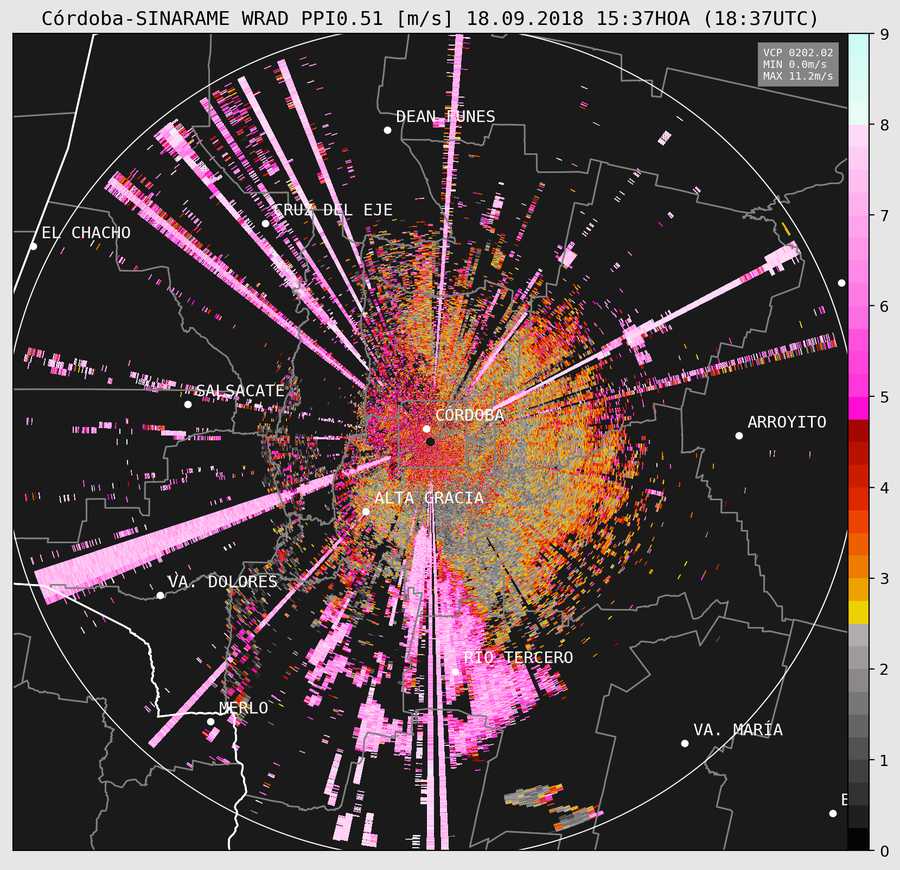 Córdoba-SINARAME WRAD PPI0.51 [m/s] 18.09.2018 15:37HOA (18:37UTC)
VCP 0202.02
MIN 0.0m/s
MAX 11.2m/s
9
8
7
6
5
4
3
2
1
0
DEAN FUNES
CRUZ DEL EJE
EL CHACHO
SALSACATE
CÓRDOBA
ARROYITO
ALTA GRACIA
VA. DOLORES
RIO TERCERO
MERLO
VA. MARÍA